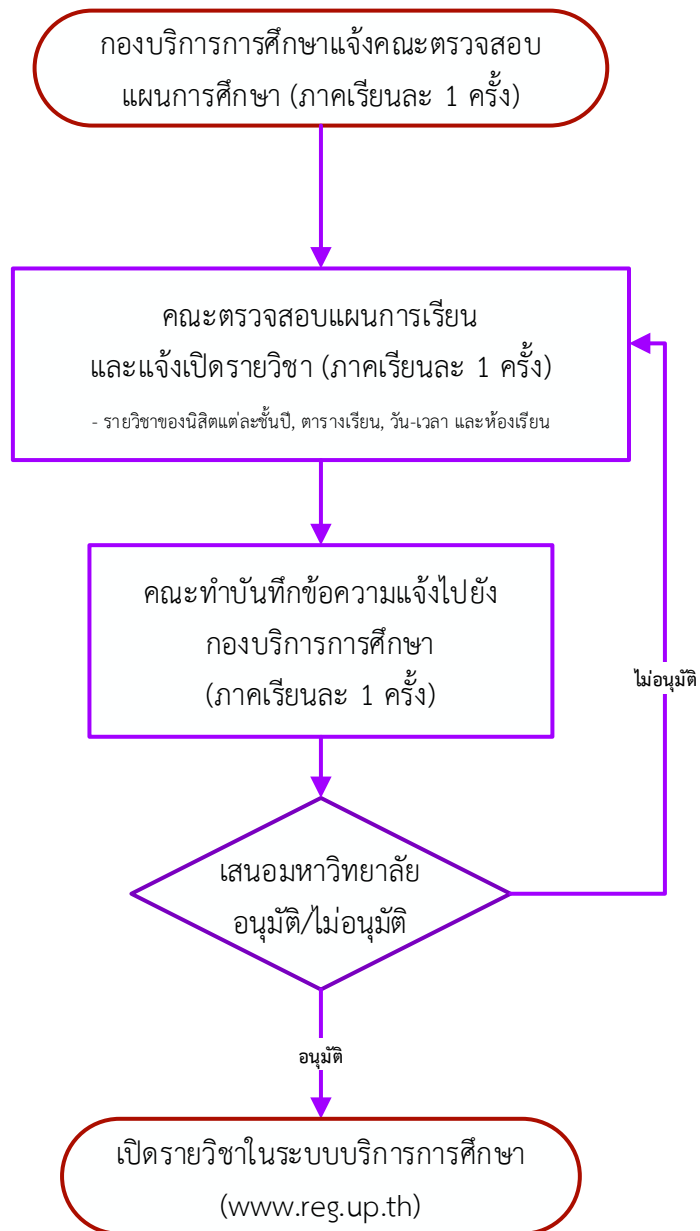 กองบริการการศึกษาแจ้งคณะตรวจสอบ
แผนการศึกษา (ภาคเรียนละ 1 ครั้ง)
คณะตรวจสอบแผนการเรียน
และแจ้งเปิดรายวิชา (ภาคเรียนละ 1 ครั้ง)
- รายวิชาของนิสิตแต่ละชั้นปี, ตารางเรียน, วัน-เวลา และห้องเรียน
คณะทำบันทึกข้อความแจ้งไปยัง
กองบริการการศึกษา
(ภาคเรียนละ 1 ครั้ง)
ไม่อนุมัติ
เสนอมหาวิทยาลัย
อนุมัติ/ไม่อนุมัติ
อนุมัติ
เปิดรายวิชาในระบบบริการการศึกษา
(www.reg.up.th)